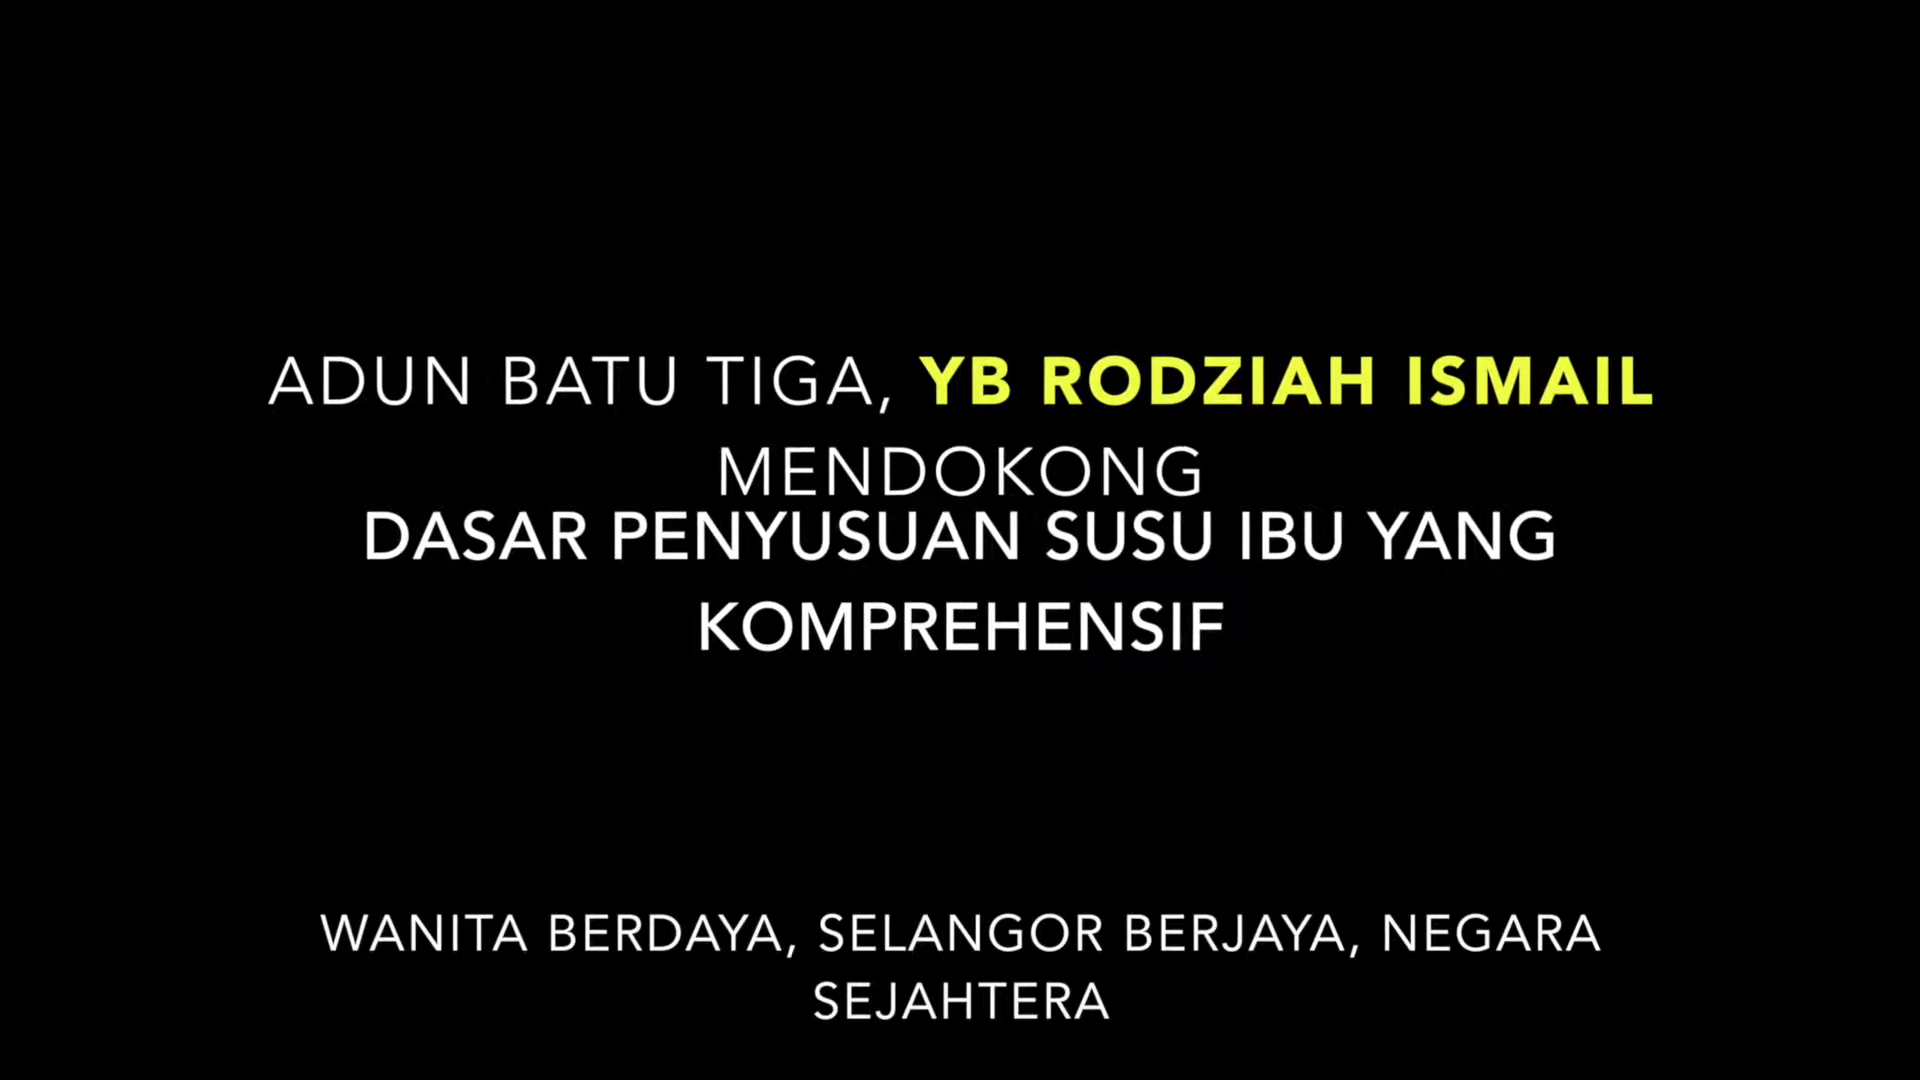 ADUN BATU TIGA, YB RODZIAH ISMAIL
MENDOKONG
DASAR PENYUSUAN SUSU IBU YANG
KOMPREHENSIF
WANITA BERDAYA, SELANGOR BERJAYA, NEGARA
SEJAHTERA